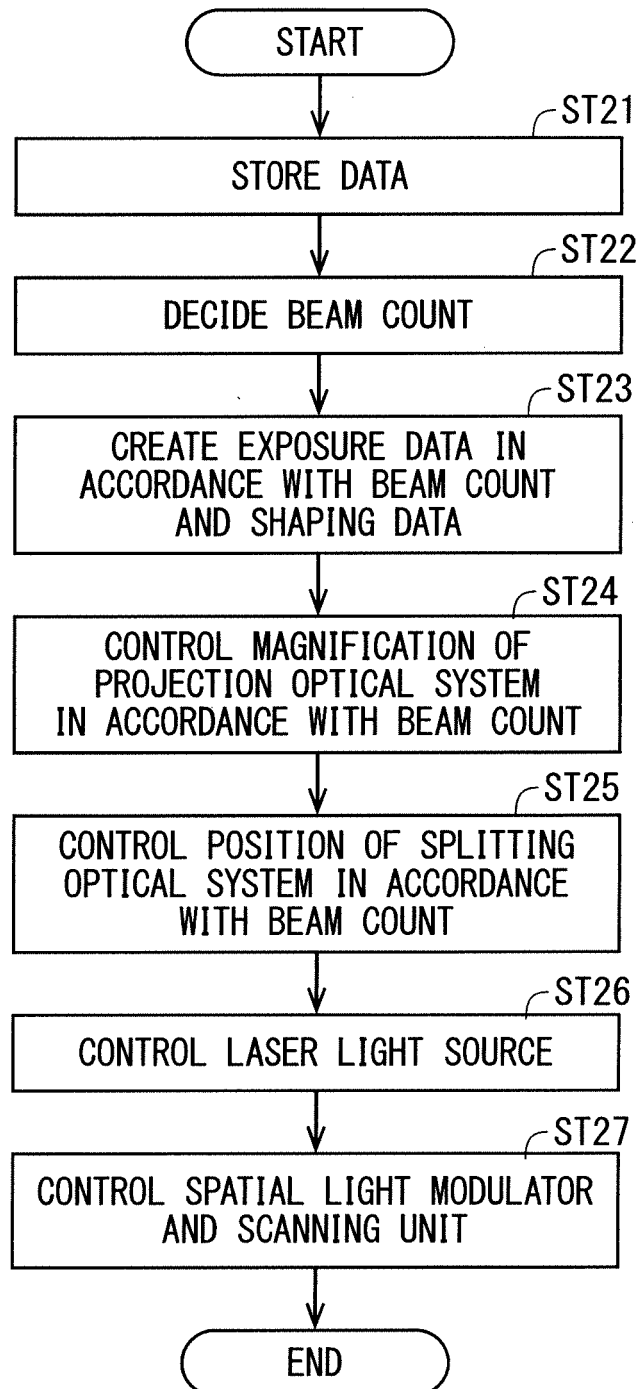 START
ST21
STORE DATA
ST22
DECIDE BEAM COUNT
ST23
CREATE EXPOSURE DATA IN
ACCORDANCE WITH BEAM COUNT
AND SHAPING DATA
ST24
CONTROL MAGNIFICATION OF
PROJECTION OPTICAL SYSTEM
IN ACCORDANCE WITH BEAM COUNT
ST25
CONTROL POSITION OF SPLITTING
OPTICAL SYSTEM IN ACCORDANCE
WITH BEAM COUNT
ST26
CONTROL LASER LIGHT SOURCE
ST27
CONTROL SPATIAL LIGHT MODULATOR
AND SCANNING UNIT
END